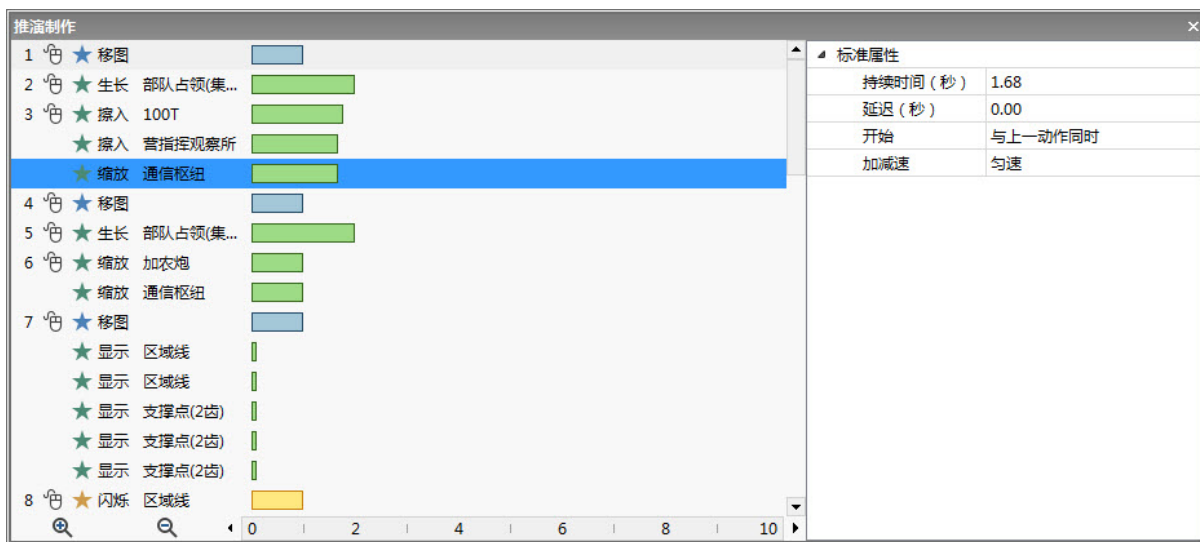 推演制作
1 移图
2 生长 部队占领(集...
3 擦入 100T
擦入 营指挥观察所
缩放 通信枢纽
4 移图
5 生长 部队占领(集...
6 缩放 加农炮
缩放 通信枢纽
7 移图
显示 区域线
显示 区域线
显示 支撑点(2齿)
显示 支撑点(2齿)
显示 支撑点(2齿)
8 闪烁 区域线
0 2 4 6 8 10
标准属性
持续时间（秒） 1.68
延迟（秒） 0.00
开始 与上一动作同时
加减速 匀速